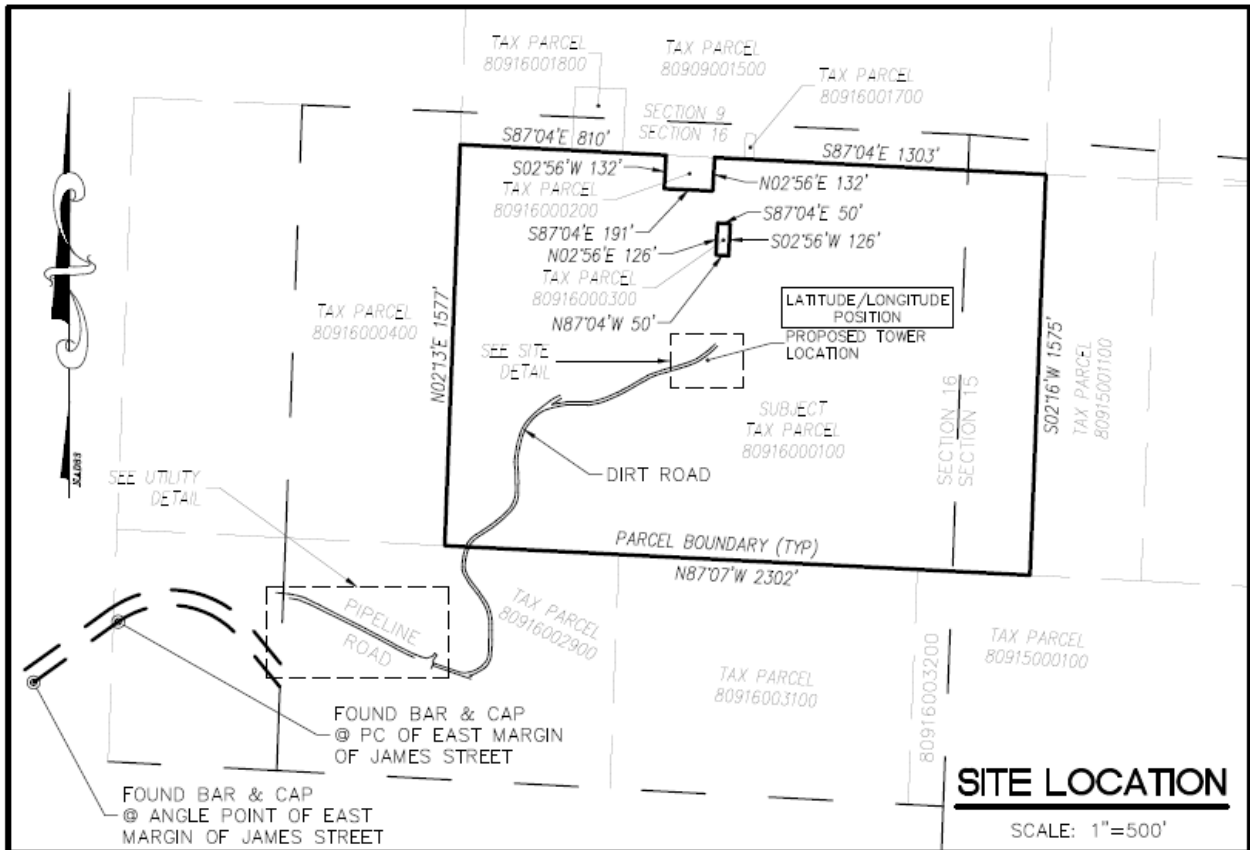 TAX PARCEL
80916001800
TAX PARCEL
80909001500
TAX PARCEL
80916001700
SECTION 9
SECTION 16
S87°04'E 810'
S87°04'E 1303'
S02°56'W 132'
N02°56'E 132'
TAX PARCEL
80916000200
S87°04'E 191'
S87°04'E 50'
N02°56'E 126'
S02°56'W 126'
TAX PARCEL
80916000300
N87°04'W 50'
LATITUDE/LONGITUDE
POSITION
PROPOSED TOWER
LOCATION
TAX PARCEL
80916000400
N02°13'E 1577'
SEE SITE
DETAIL
SUBJECT
TAX PARCEL
80916000100
SECTION 16
SECTION 15
S02°16'W 1575'
TAX PARCEL
80915001100
DIRT ROAD
SEE UTILITY
DETAIL
PARCEL BOUNDARY (TYP)
N87°07'W 2302'
PIPELINE
ROAD
TAX PARCEL
80916002900
TAX PARCEL
80916003100
80916003200
TAX PARCEL
80915000100
FOUND BAR & CAP
@ PC OF EAST MARGIN
OF JAMES STREET
FOUND BAR & CAP
@ ANGLE POINT OF EAST
MARGIN OF JAMES STREET
SITE LOCATION
SCALE: 1"=500'